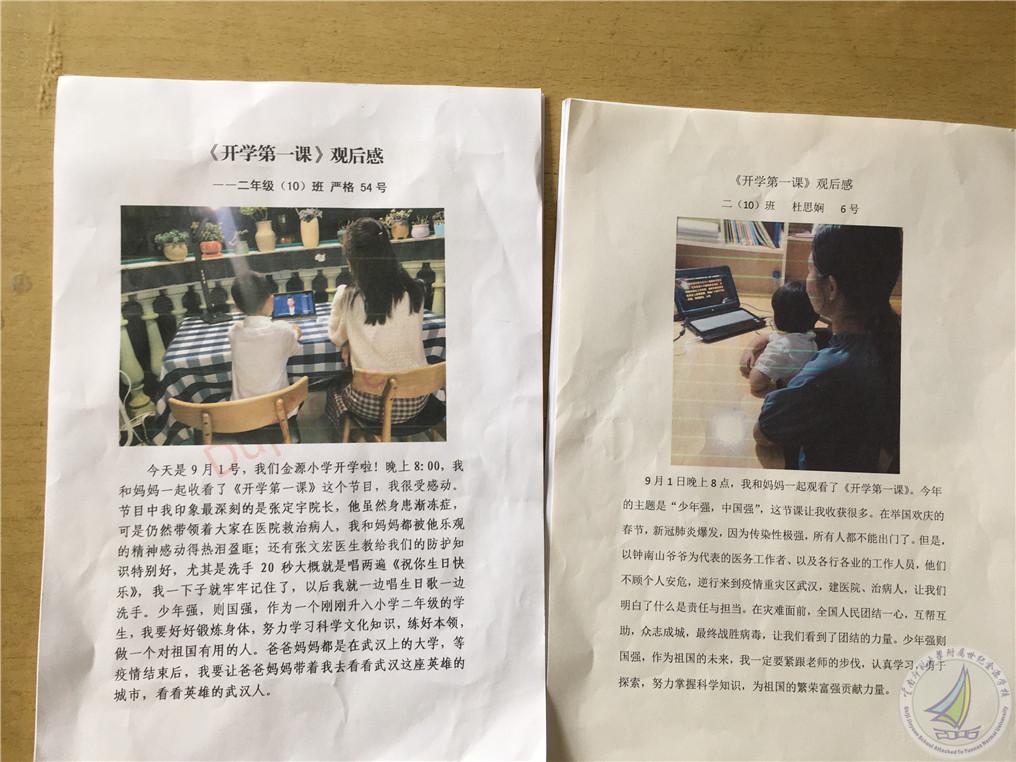 《开学第一课》观后感
——二年级（10）班 严格 54号
今天是9月1号，我们金源小学开学啦！晚上8:00，我
和妈妈一起收看了《开学第一课》这个节目，我很受感动。
节目中我印象最深刻的是张定宇院长，他虽然身患渐冻症，
可是仍然带领着大家在医院救治病人，我和妈妈都被他乐观
的精神感动得热泪盈眶；还有张文宏医生教给我们的防护知
识特别好，尤其是洗手 20 秒大概就是唱两遍《祝你生日快
乐》，我一下子就牢牢记住了，以后我就一边唱生日歌一边
洗手。少年强，则国强，作为一个刚刚升入小学二年级的学
生，我要好好锻炼身体，努力学习科学文化知识，练好本领，
做一个对祖国有用的人。爸爸妈妈都是在武汉上的大学，等
疫情结束后，我要让爸爸妈妈带着我去看看武汉这座英雄的
城市，看看英雄的武汉人。
《开学第一课》观后感
二（10）班 杜思娴 6号
9月1日晚上8点，我和妈妈一起观看了《开学第一课》。今年
的主题是“少年强，中国强”，这节课让我收获很多。在举国欢庆的
春节，新冠肺炎爆发，因为传染性极强，所有人都不能出门了。但是，
以钟南山爷爷为代表的医务工作者、以及各行各业的工作人员，他们
不顾个人安危，逆行来到疫情重灾区武汉，建医院、治病人，让我们
明白了什么是责任与担当。在灾难面前，全国人民团结一心，互帮互
助，众志成城，最终战胜病毒，让我们看到了团结的力量。少年强则
国强，作为祖国的未来，我一定要紧跟老师的步伐，认真学习，勇于
探索，努力掌握科学知识，为祖国的繁荣富强贡献力量。